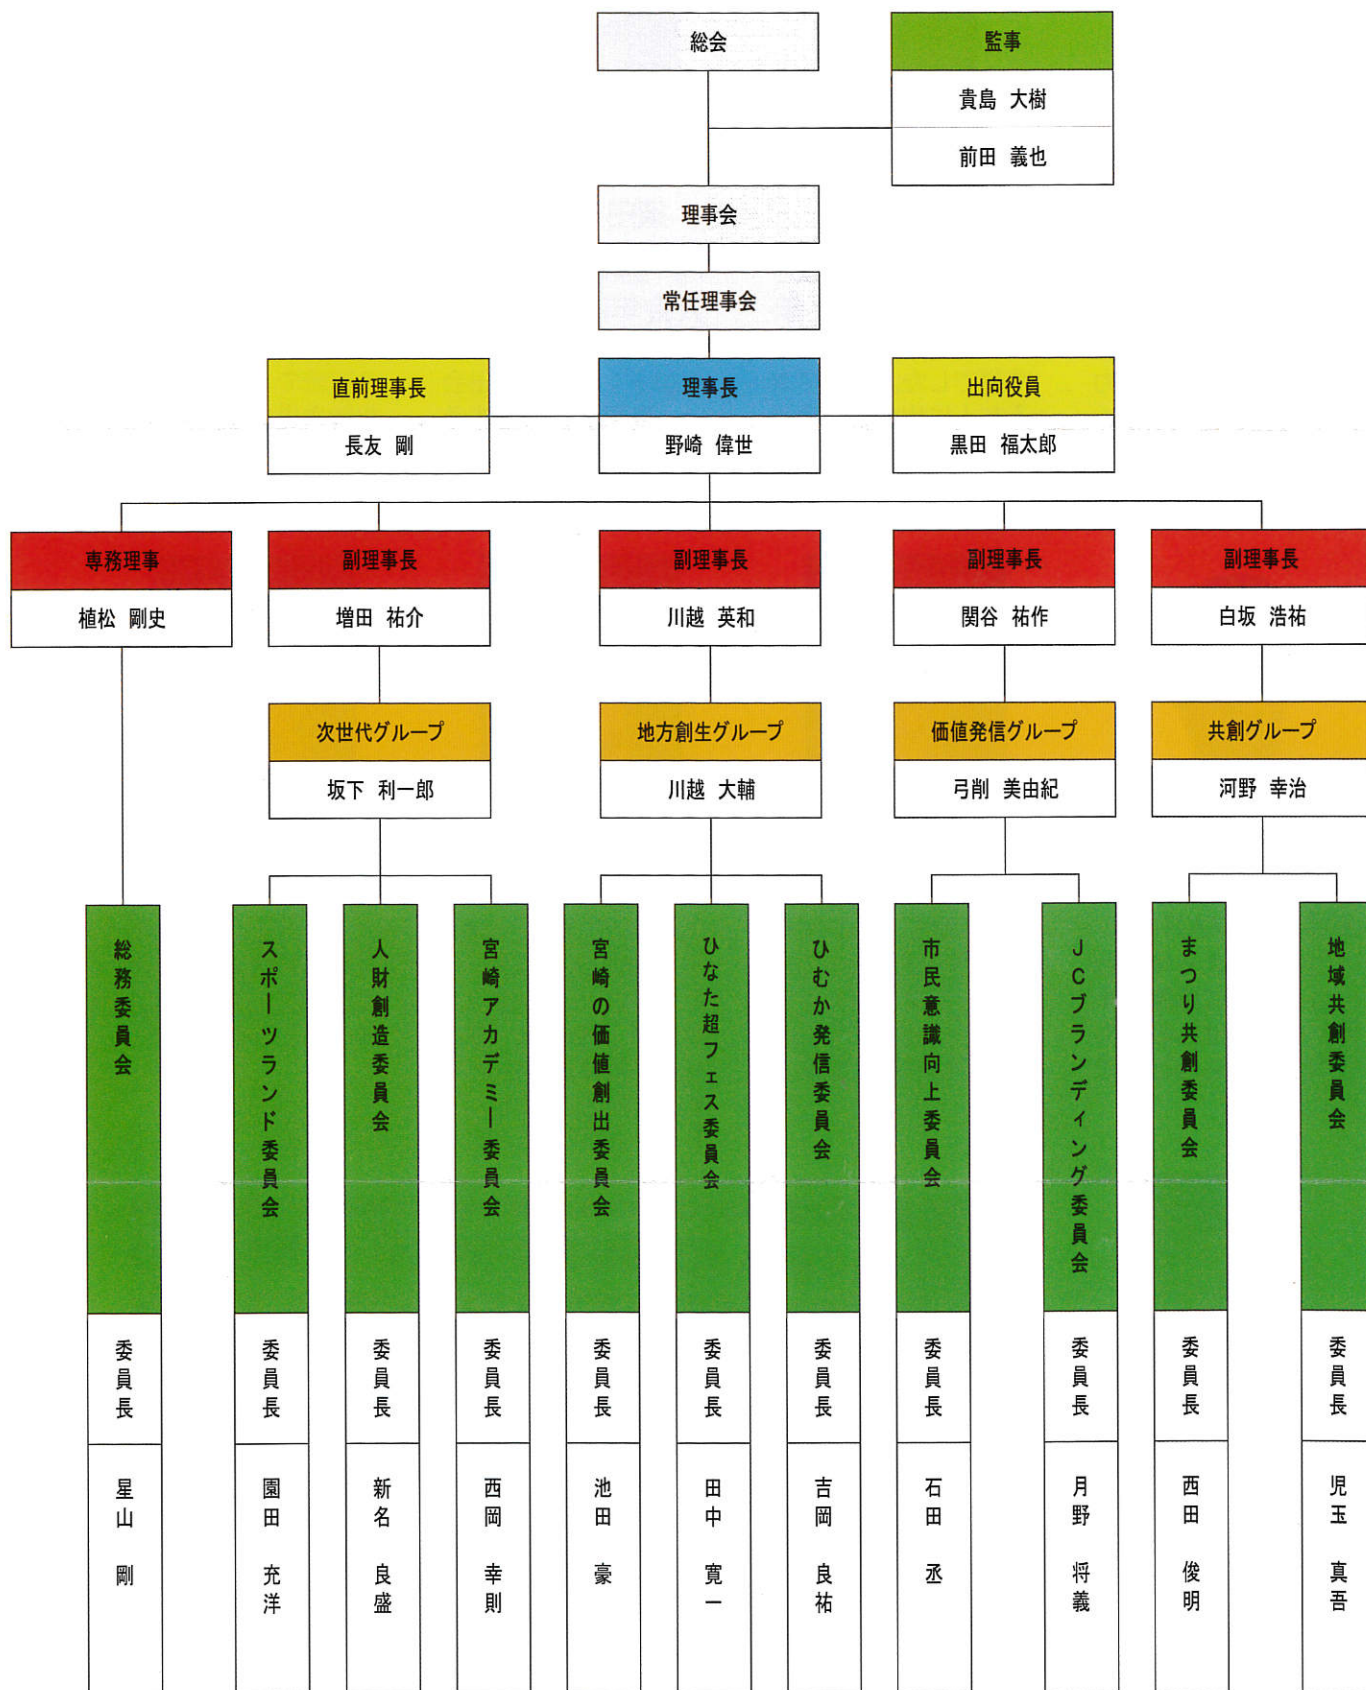 総会
監事
貴島 大樹
前田 義也
理事会
常任理事会
直前理事長
長友 剛
理事長
野崎 偉世
出向役員
黒田 福太郎
専務理事
植松 剛史
副理事長
増田 祐介
副理事長
川越 英和
副理事長
関谷 祐作
副理事長
白坂 浩祐
次世代グループ
坂下 利一郎
地方創生グループ
川越 大輔
価値発信グループ
弓削 美由紀
共創グループ
河野 幸治
総務委員会
委員長
星山 剛
スポーツランド委員会
委員長
園田 充洋
人財創造委員会
委員長
新名 良盛
宮崎アカデミー委員会
委員長
西岡 幸則
宮崎の価値創出委員会
委員長
池田 豪
ひなた超フェス委員会
委員長
田中 寛一
ひむか発信委員会
委員長
吉岡 良祐
市民意識向上委員会
委員長
石田 丞
JCブランディング委員会
委員長
月野 将義
まつり共創委員会
委員長
西田 俊明
地域共創委員会
委員長
児玉 真吾